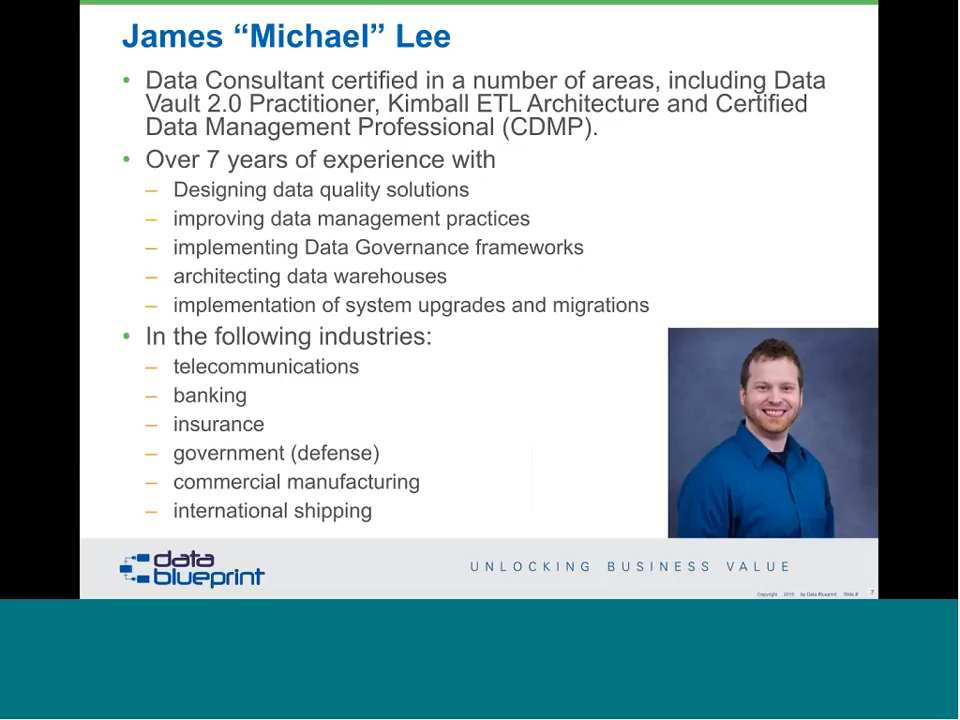 James “Michael” Lee
• Data Consultant certified in a number of areas, including Data
Vault 2.0 Practitioner, Kimball ETL Architecture and Certified
Data Management Professional (CDMP).
• Over 7 years of experience with
– Designing data quality solutions
– improving data management practices
– implementing Data Governance frameworks
– architecting data warehouses
– implementation of system upgrades and migrations
• In the following industries:
– telecommunications
– banking
– insurance
– government (defense)
– commercial manufacturing
– international shipping
data
blueprint
UNLOCKING BUSINESS VALUE
Copyright 2015 by Data Blueprint Slide # 7